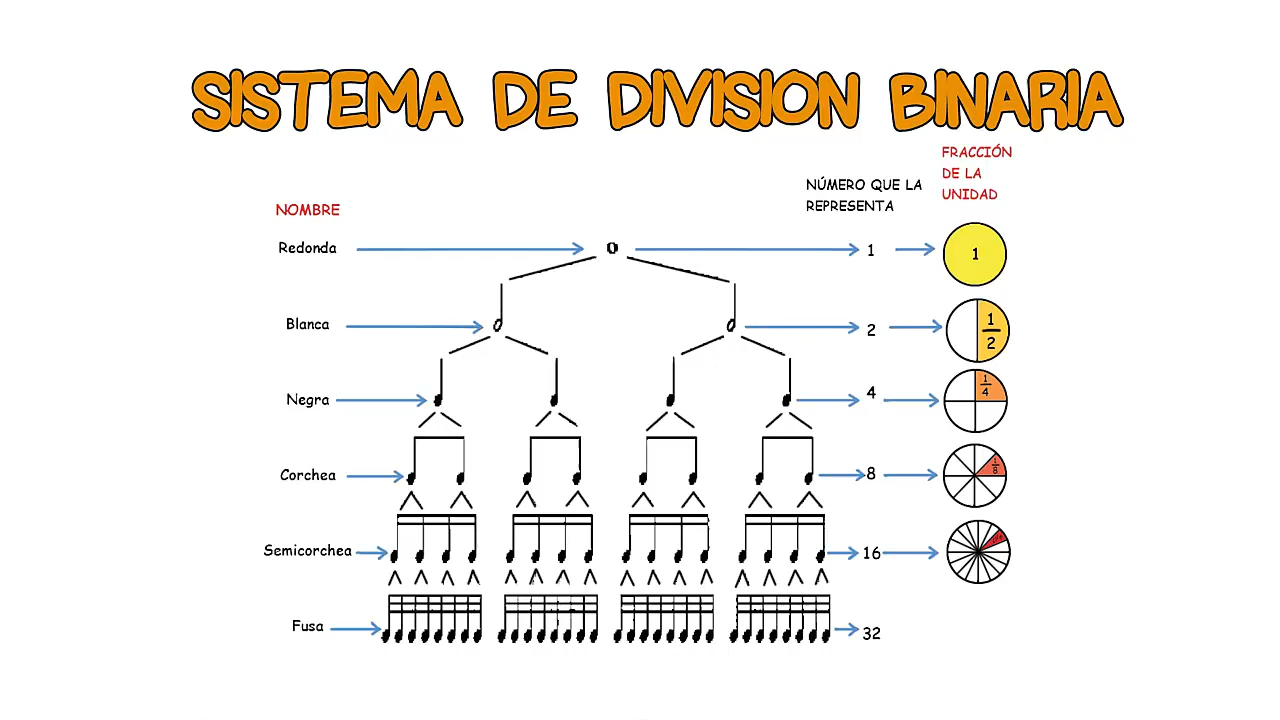 SISTEMA DE DIVISION BINARIA
FRACCIÓN
DE LA
UNIDAD
NÚMERO QUE LA
REPRESENTA
NOMBRE
Redonda
1
1
Blanca
2
1
2
Negra
4
1
4
Corchea
8
1
8
Semicorchea
16
Fusa
32